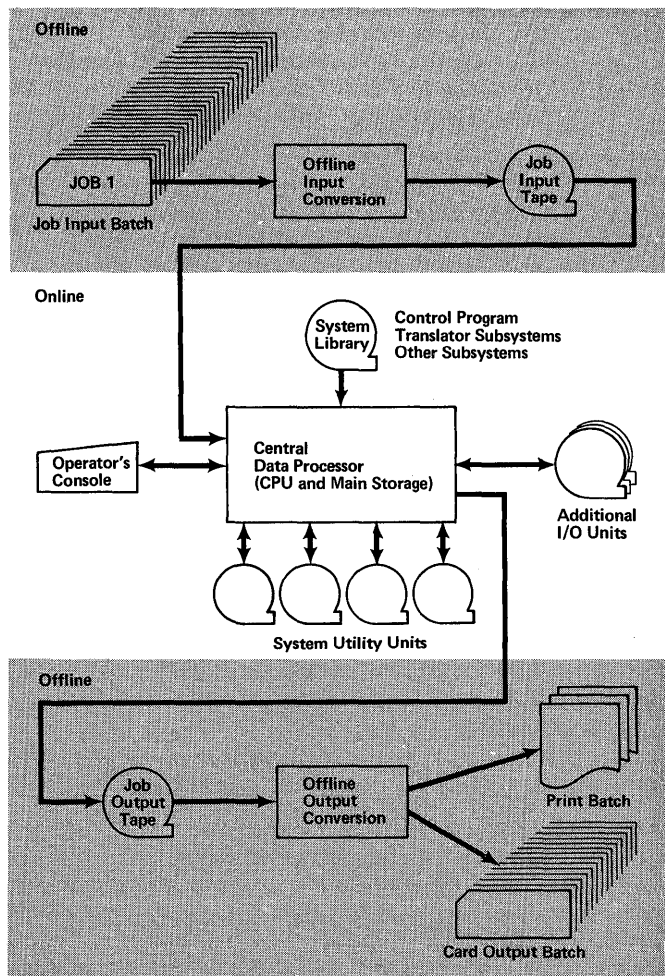 Offline
JOB 1
Job Input Batch
Offline
Input
Conversion
Job
Input
Tape
Online
System
Library
Control Program
Translator Subsystems
Other Subsystems
Operator's
Console
Central
Data Processor
(CPU and Main Storage)
Additional
I/O Units
System Utility Units
Offline
Job
Output
Tape
Offline
Output
Conversion
Print Batch
Card Output Batch